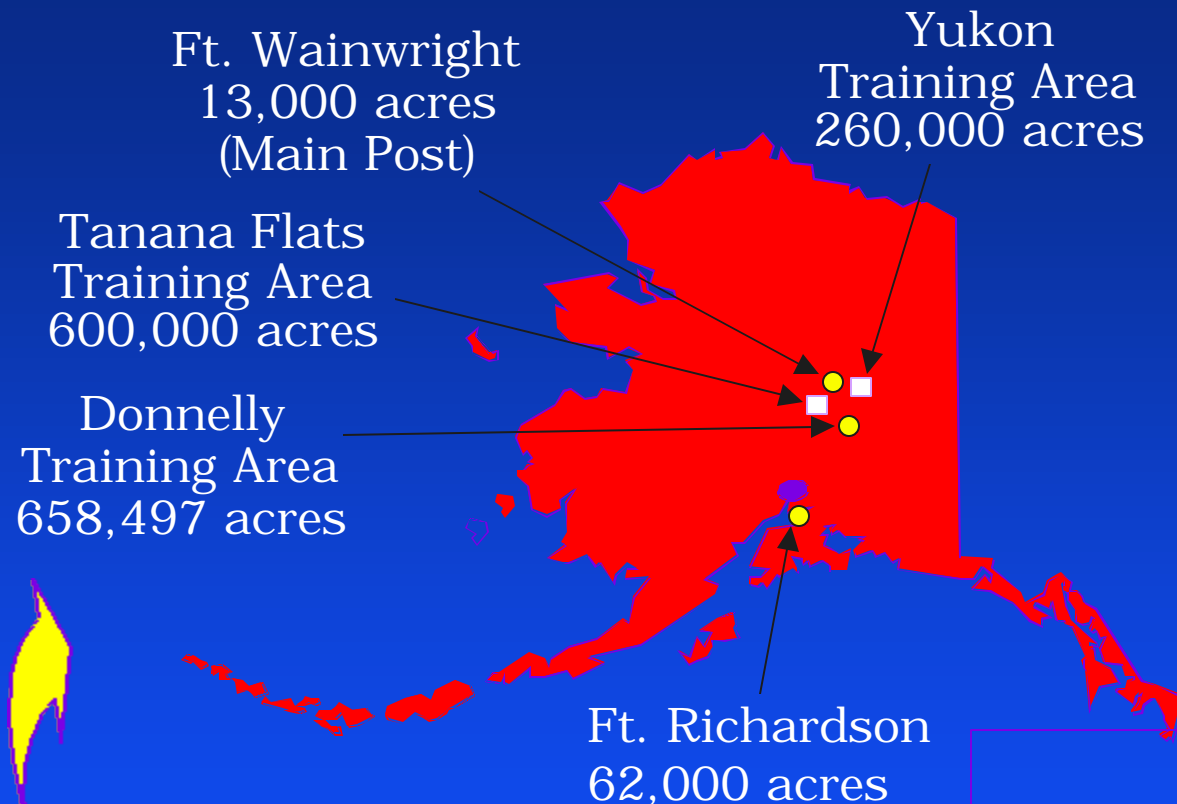 Ft. Wainwright
13,000 acres
(Main Post)
Yukon
Training Area
260,000 acres
Tanana Flats
Training Area
600,000 acres
Donnelly
Training Area
658,497 acres
Ft. Richardson
62,000 acres